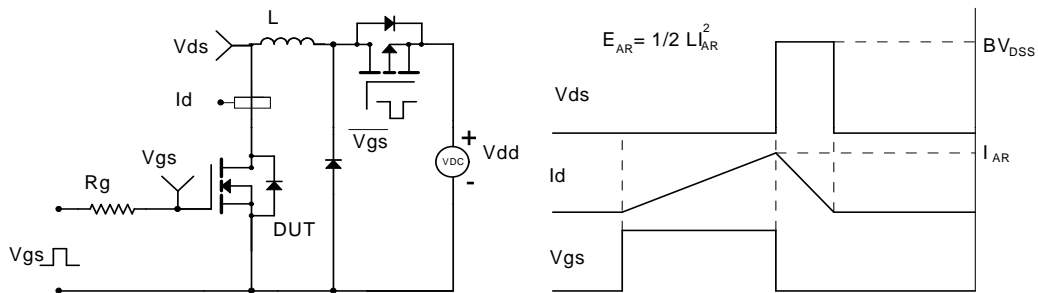 L
Vds
Id
Vgs
Rg
DUT
Vgs
Vgs
VDC
+
-
Vdd
E_AR = 1/2 LI_AR^2
BV_DSS
Vds
I_AR
Id
Vgs